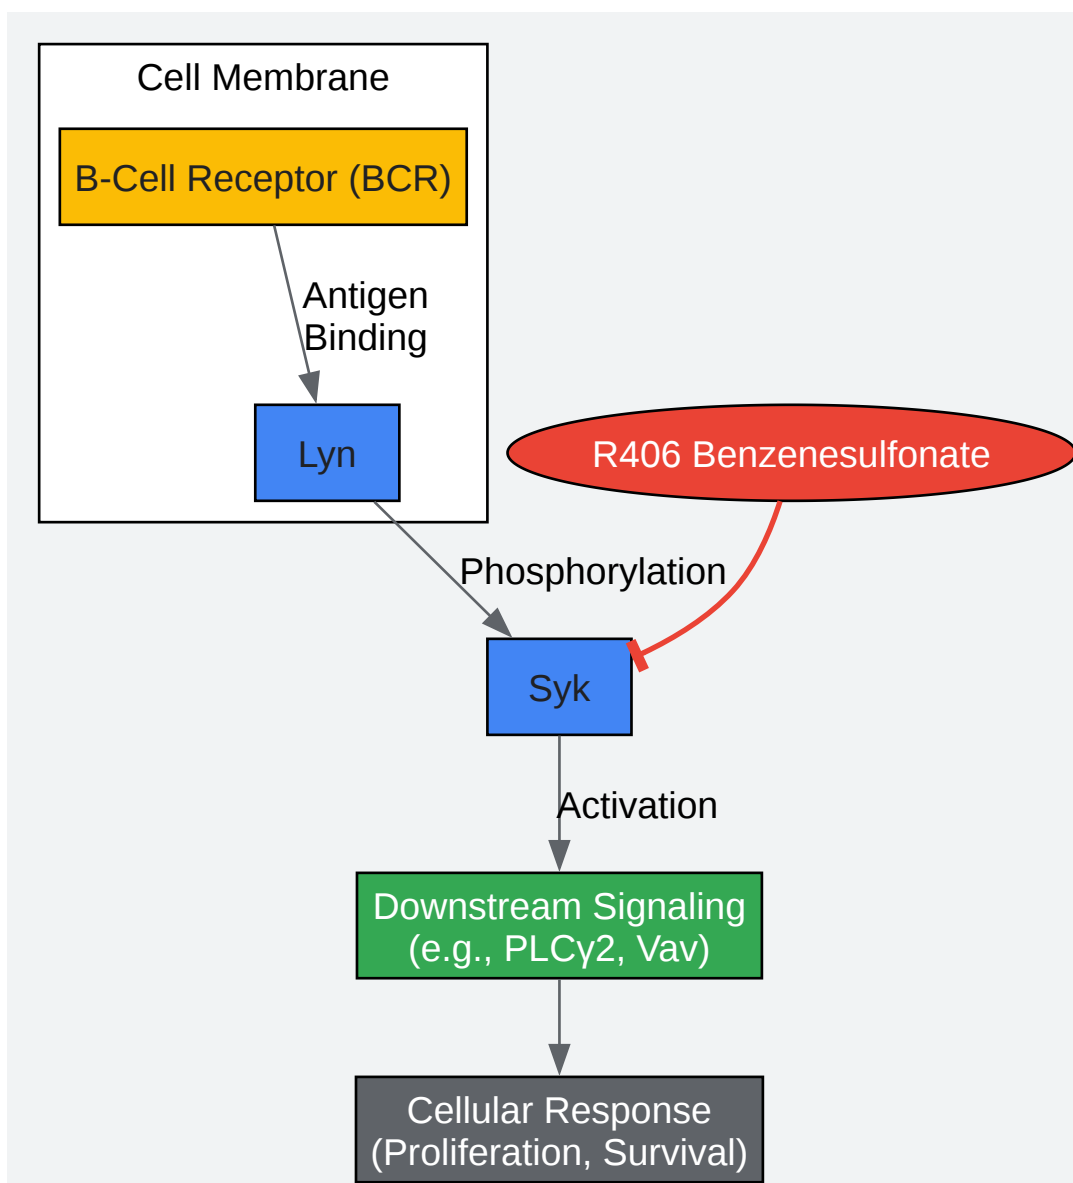 Cell Membrane
B-Cell Receptor (BCR)
Antigen
Binding
Lyn
R406 Benzenesulfonate
Phosphorylation
Syk
Activation
Downstream Signaling
(e.g., PLCγ2, Vav)
Cellular Response
(Proliferation, Survival)